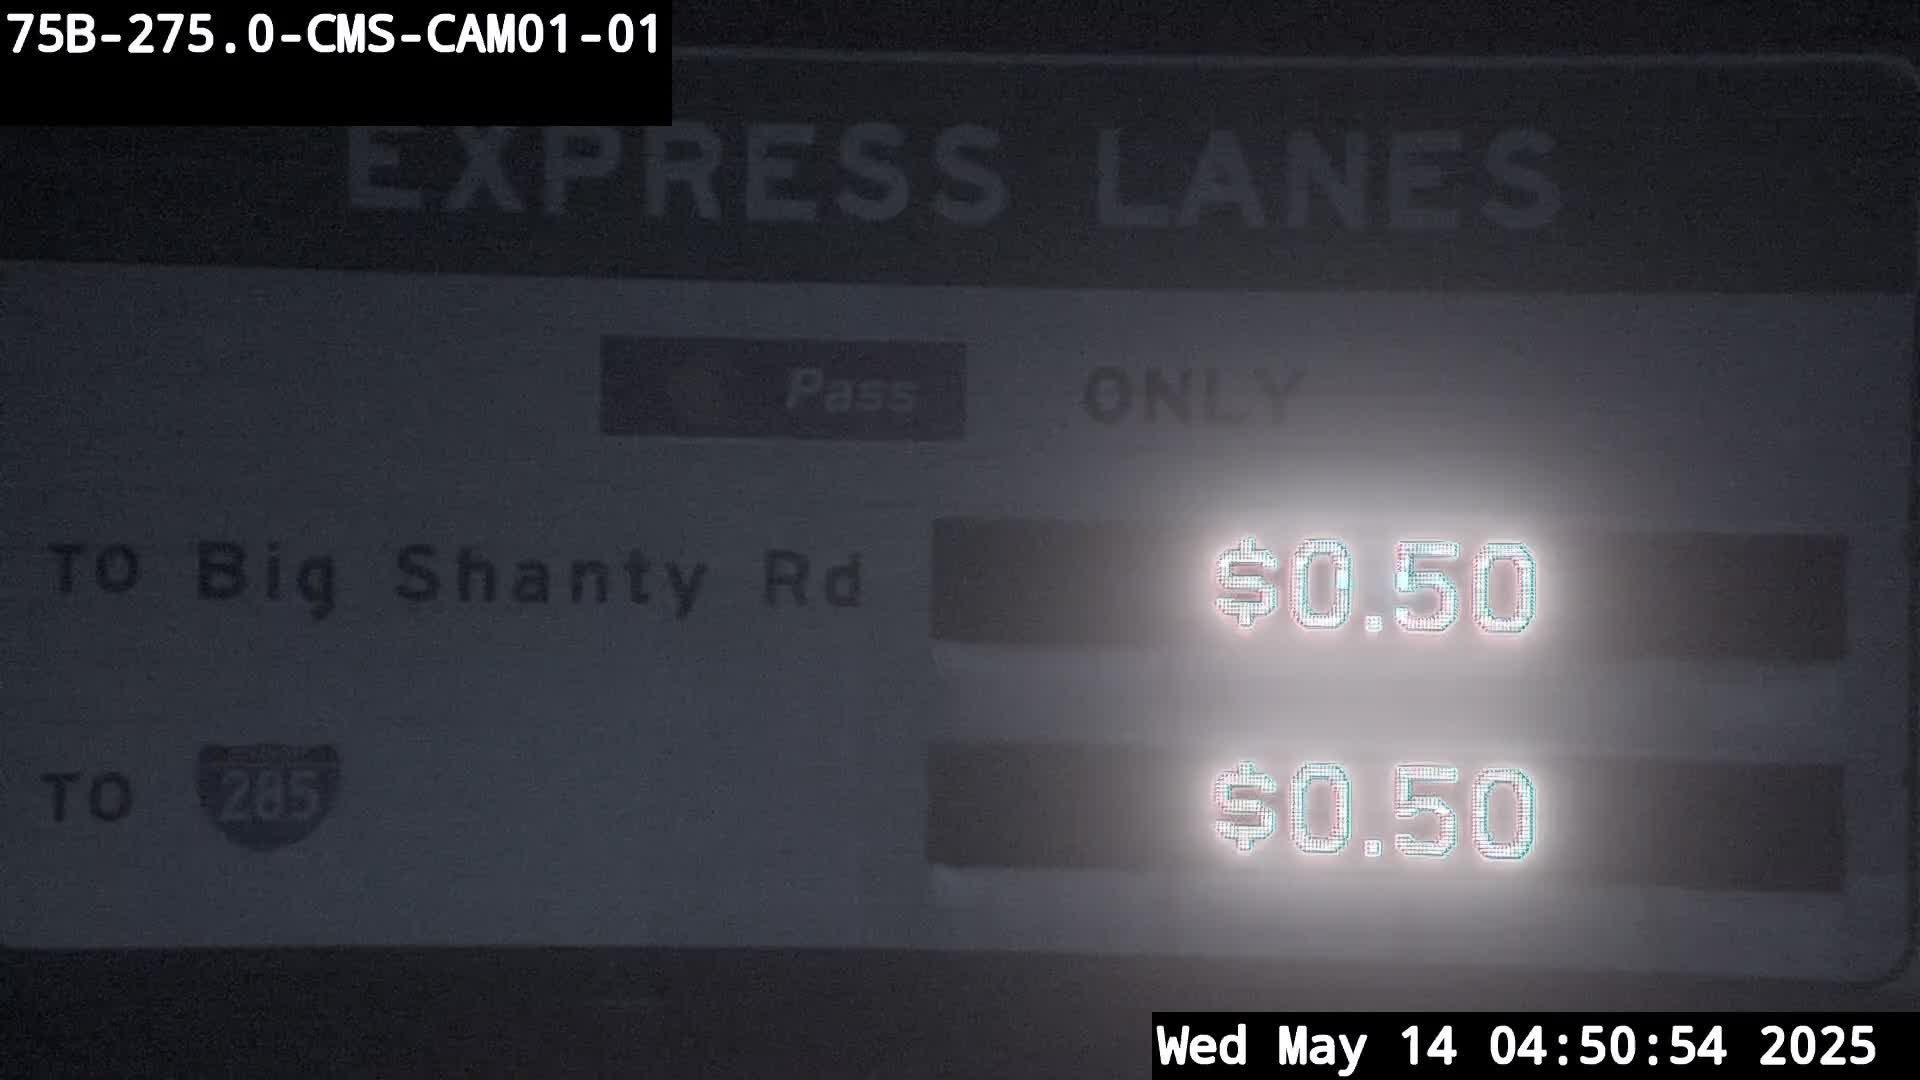 75B-275.0-CMS-CAM01-01
EXPRESS LANES
Pass ONLY
TO Big Shanty Rd $0.50
TO 285 $0.50
Wed May 14 04:50:54 2025